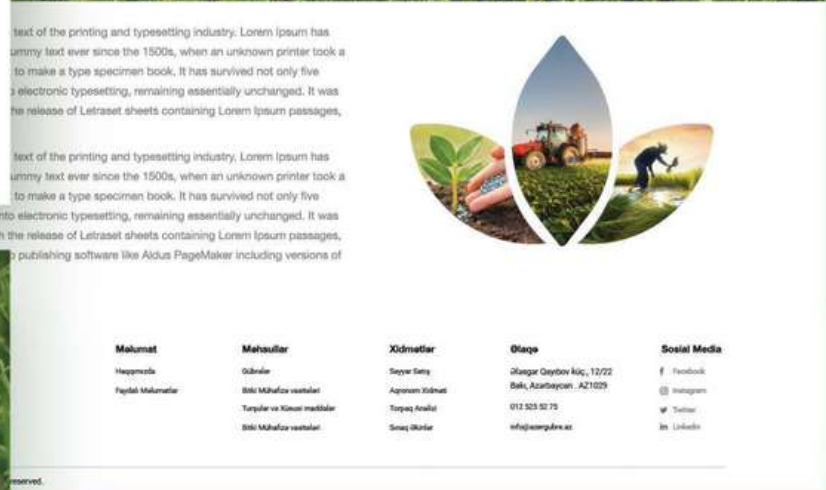 text of the printing and typesetting industry. Lorem Ipsum has
ummy text ever since the 1500s, when an unknown printer took a
to make a type specimen book. It has survived not only five
electronic typesetting, remaining essentially unchanged. It was
he release of Letraset sheets containing Lorem Ipsum passages,
text of the printing and typesetting industry. Lorem Ipsum has
ummy text ever since the 1500s, when an unknown printer took a
to make a type specimen book. It has survived not only five
nto electronic typesetting, remaining essentially unchanged. It was
h the release of Letraset sheets containing Lorem Ipsum passages,
o publishing software like Aldus PageMaker including versions of
Məlumat
Haqqımızda
Faydalı Məlumatlar
Məhsullar
Gübrələr
Bitki Mühafizə vasitələri
Turşular və Kimyəvi maddələr
Bitki Mühafizə vasitələri
Xidmətlər
Səyyar Satış
Aqronom Xidməti
Torpaq Analizi
Sınaq Əkinlər
Əlaqə
Ələsgər Qayıbov küç., 12/22
Bakı, Azərbaycan . AZ1029
012 525 52 75
info@azergubre.az
Sosial Media
Facebook
Instagram
Twitter
Linkedin
reserved.